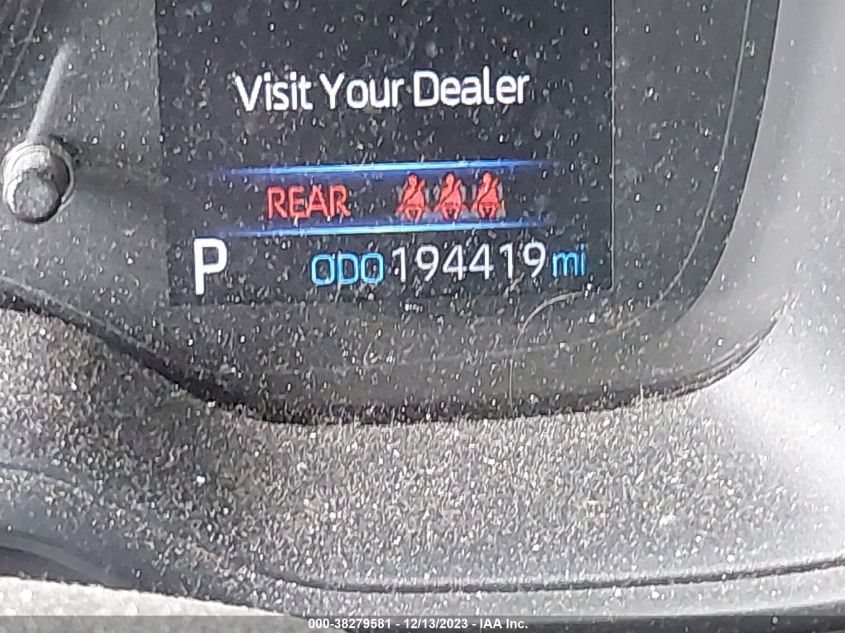 Visit Your Dealer
REAR
P ODO 194419 mi
000-38279581 - 12/13/2023 - IAA Inc.